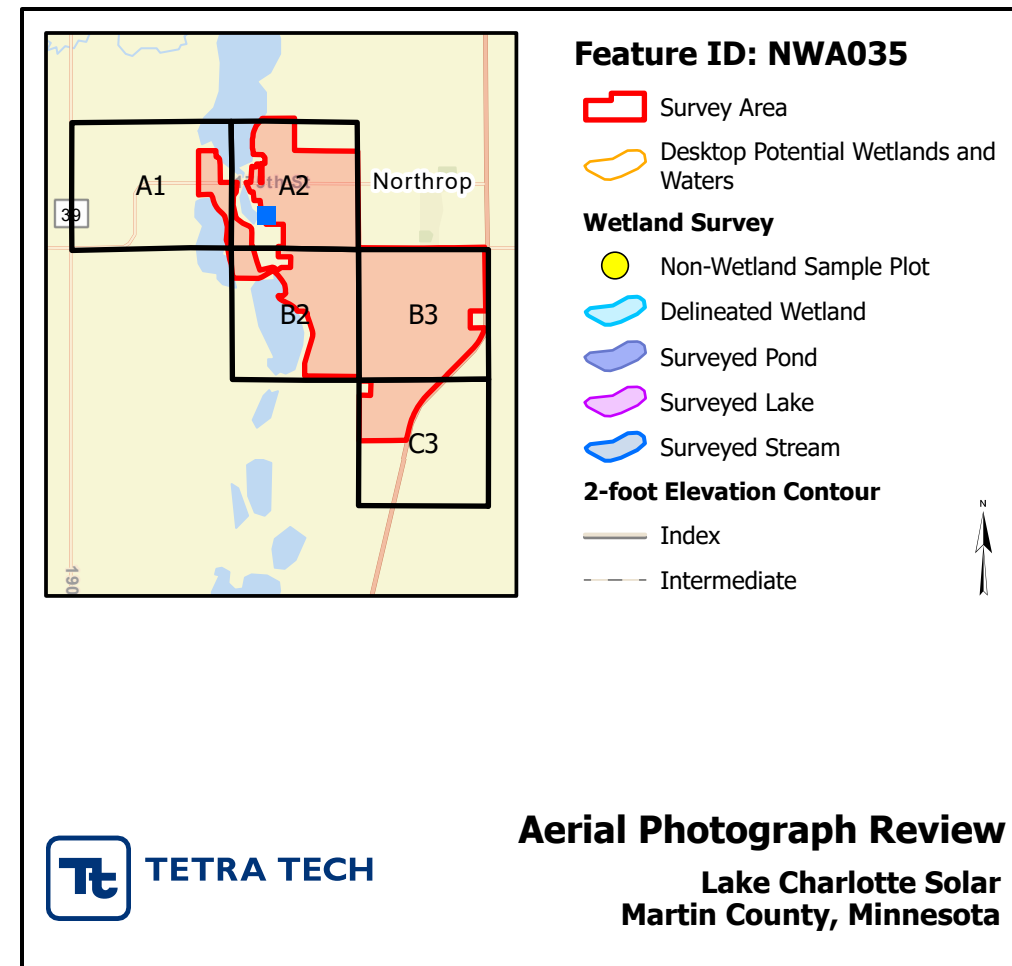 Feature ID: NWA035
Survey Area
Desktop Potential Wetlands and
Waters
Wetland Survey
Non-Wetland Sample Plot
Delineated Wetland
Surveyed Pond
Surveyed Lake
Surveyed Stream
2-foot Elevation Contour
Index
Intermediate
N
A1
A2
Northrop
39
B2
B3
C3
190
Tt TETRA TECH
Aerial Photograph Review
Lake Charlotte Solar
Martin County, Minnesota